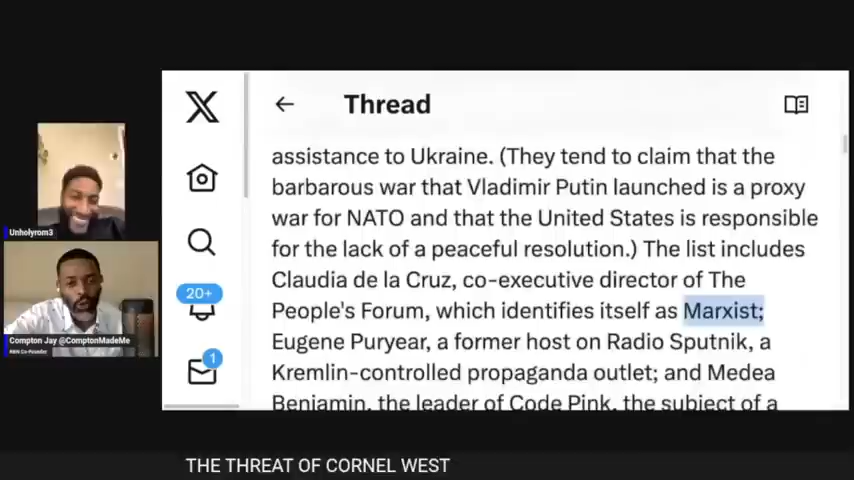 Thread
assistance to Ukraine. (They tend to claim that the
barbarous war that Vladimir Putin launched is a proxy
war for NATO and that the United States is responsible
for the lack of a peaceful resolution.) The list includes
Claudia de la Cruz, co-executive director of The
People's Forum, which identifies itself as Marxist;
Eugene Puryear, a former host on Radio Sputnik, a
Kremlin-controlled propaganda outlet; and Medea
Benjamin, the leader of Code Pink, the subject of a
20+
1
Unholyrom3
Compton Jay @ComptonMadeMe
RBN Co-Founder
THE THREAT OF CORNEL WEST